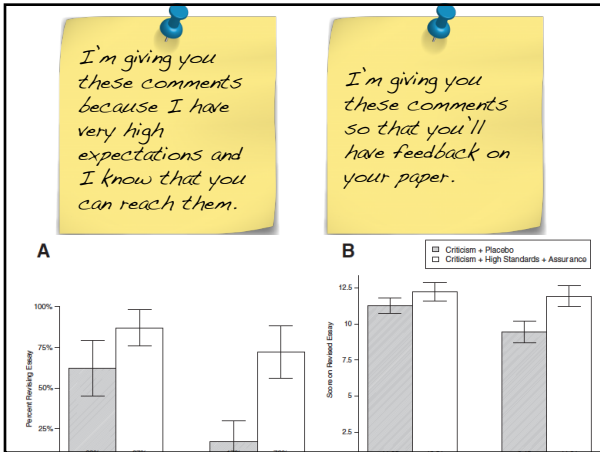 I'm giving you
these comments
because I have
very high
expectations and
I know that you
can reach them.
I'm giving you
these comments
so that you'll
have feedback on
your paper.
A
B
Criticism + Placebo
Criticism + High Standards + Assurance
100%
75%
50%
25%
Percent Revising Essay
12.5
10
7.5
5
2.5
Score on Revised Essay